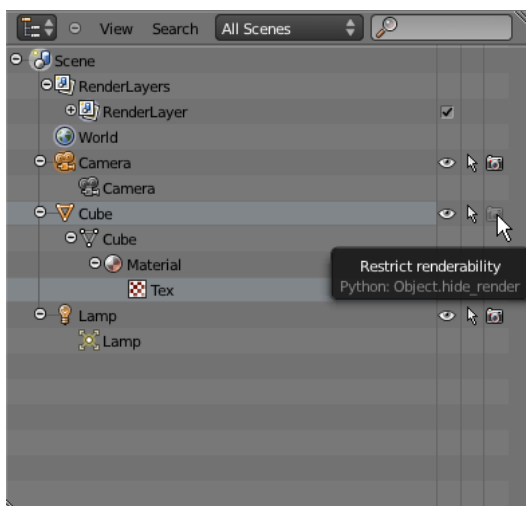 View Search All Scenes
Scene
RenderLayers
RenderLayer
World
Camera
Camera
Cube
Cube
Material
Restrict renderability
Tex
Python: Object.hide_render
Lamp
Lamp